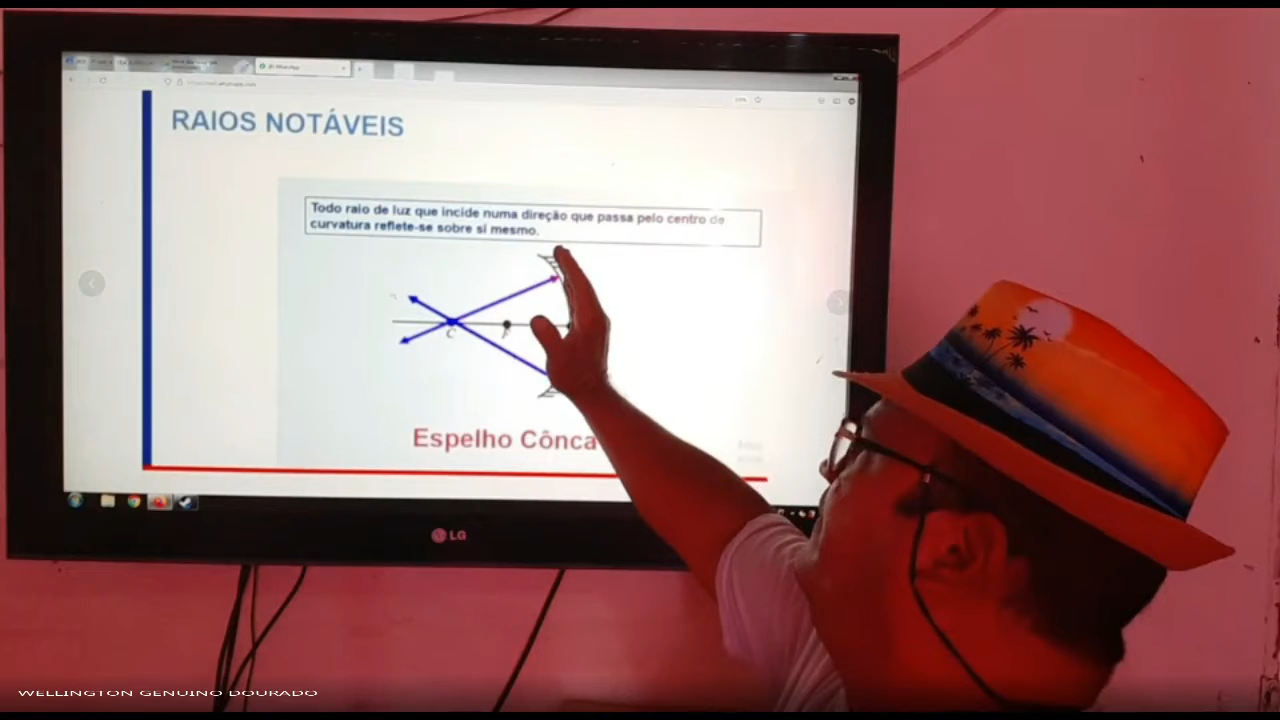 RAIOS NOTÁVEIS
Todo raio de luz que incide numa direção que passa pelo centro de
curvatura reflete-se sobre si mesmo.
C
F
Espelho Cônca
LG
WELLINGTON GENUINO DOURADO